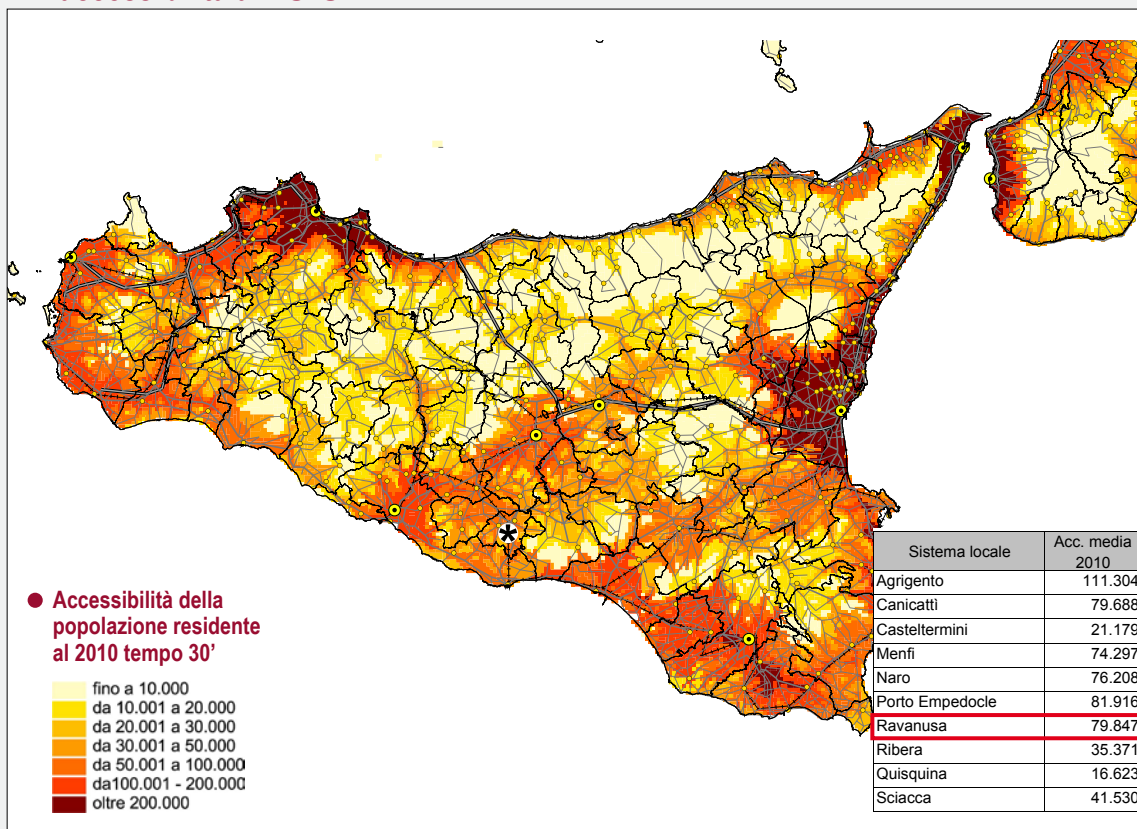 Accessibilità della
popolazione residente
al 2010 tempo 30’
fino a 10.000
da 10.001 a 20.000
da 20.001 a 30.000
da 30.001 a 50.000
da 50.001 a 100.000
da100.001 - 200.000
oltre 200.000
Sistema locale Acc. media 2010
Agrigento 111.304
Canicattì 79.688
Casteltermini 21.179
Menfi 74.297
Naro 76.208
Porto Empedocle 81.916
Ravanusa 79.847
Ribera 35.371
Quisquina 16.623
Sciacca 41.530